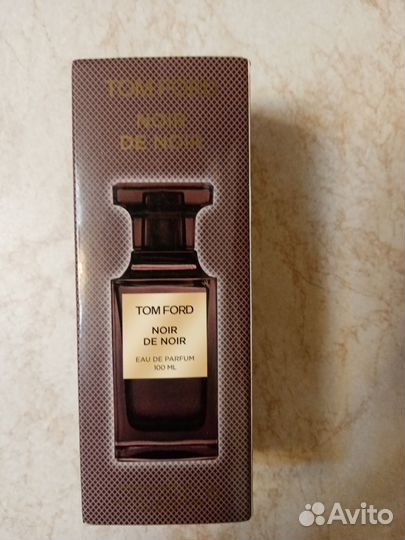 TOM FORD
NOIR
DE NOIR
TOM FORD
NOIR
DE NOIR
EAU DE PARFUM
100 ML
Avito